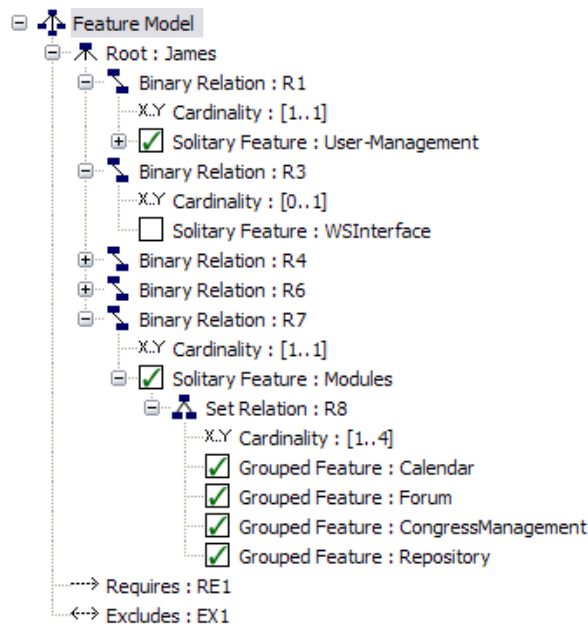 Feature Model
Root : James
Binary Relation : R1
X..Y Cardinality : [1..1]
Solitary Feature : User-Management
Binary Relation : R3
X..Y Cardinality : [0..1]
Solitary Feature : WSInterface
Binary Relation : R4
Binary Relation : R6
Binary Relation : R7
X..Y Cardinality : [1..1]
Solitary Feature : Modules
Set Relation : R8
X..Y Cardinality : [1..4]
Grouped Feature : Calendar
Grouped Feature : Forum
Grouped Feature : CongressManagement
Grouped Feature : Repository
Requires : RE1
Excludes : EX1